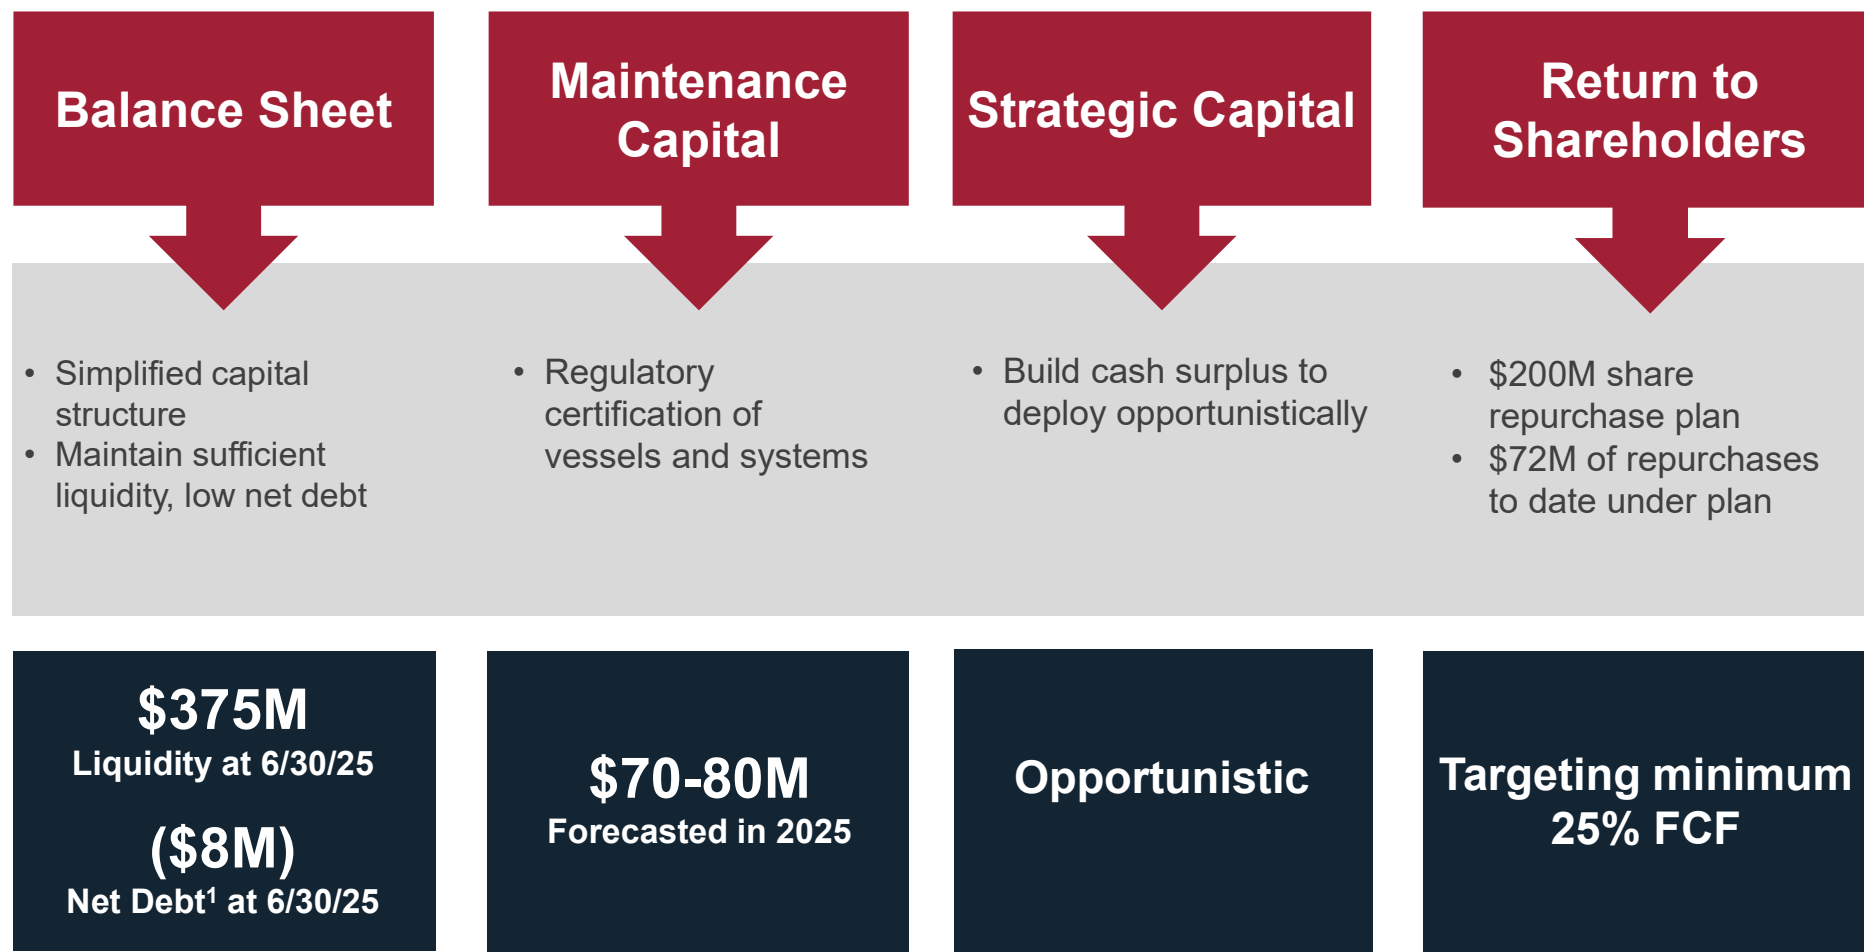 Balance Sheet
Maintenance
Capital
Strategic Capital
Return to
Shareholders
• Simplified capital
structure
• Maintain sufficient
liquidity, low net debt
• Regulatory
certification of
vessels and systems
• Build cash surplus to
deploy opportunistically
• $200M share
repurchase plan
• $72M of repurchases
to date under plan
$375M
Liquidity at 6/30/25
($8M)
Net Debt¹ at 6/30/25
$70-80M
Forecasted in 2025
Opportunistic
Targeting minimum
25% FCF